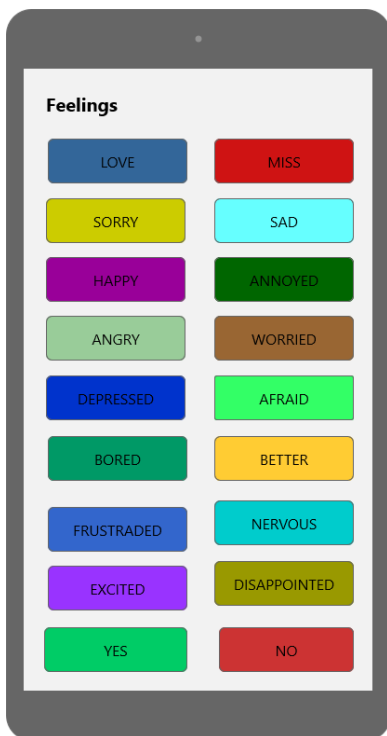 Feelings
LOVE
MISS
SORRY
SAD
HAPPY
ANNOYED
ANGRY
WORRIED
DEPRESSED
AFRAID
BORED
BETTER
FRUSTRADED
NERVOUS
EXCITED
DISAPPOINTED
YES
NO